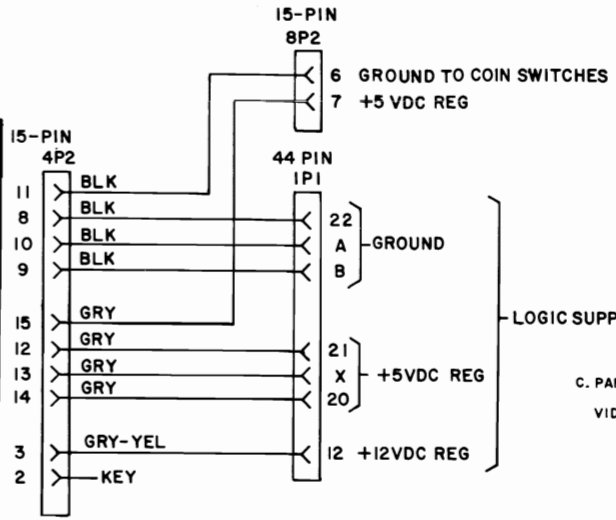 15-PIN
8P2
6 GROUND TO COIN SWITCHES
7 +5 VDC REG
15-PIN
4P2
44 PIN
1P1
11 BLK
8 BLK 22
10 BLK A GROUND
9 BLK B
15 GRY
12 GRY 21
13 GRY X +5VDC REG
14 GRY 20
LOGIC SUPP
C. PA
VID
3 GRY-YEL 12 +12VDC REG
2 KEY